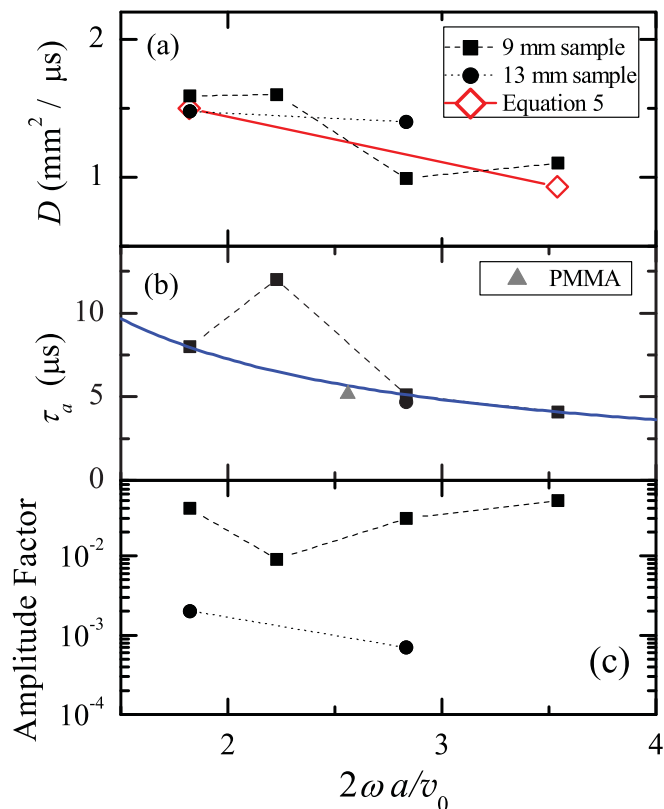 (a)
9 mm sample
13 mm sample
Equation 5
D (mm² / µs)
2
1
(b)
PMMA
τₐ (µs)
10
5
0
(c)
Amplitude Factor
10⁻²
10⁻³
10⁻⁴
2 3 4
2ω a/v₀